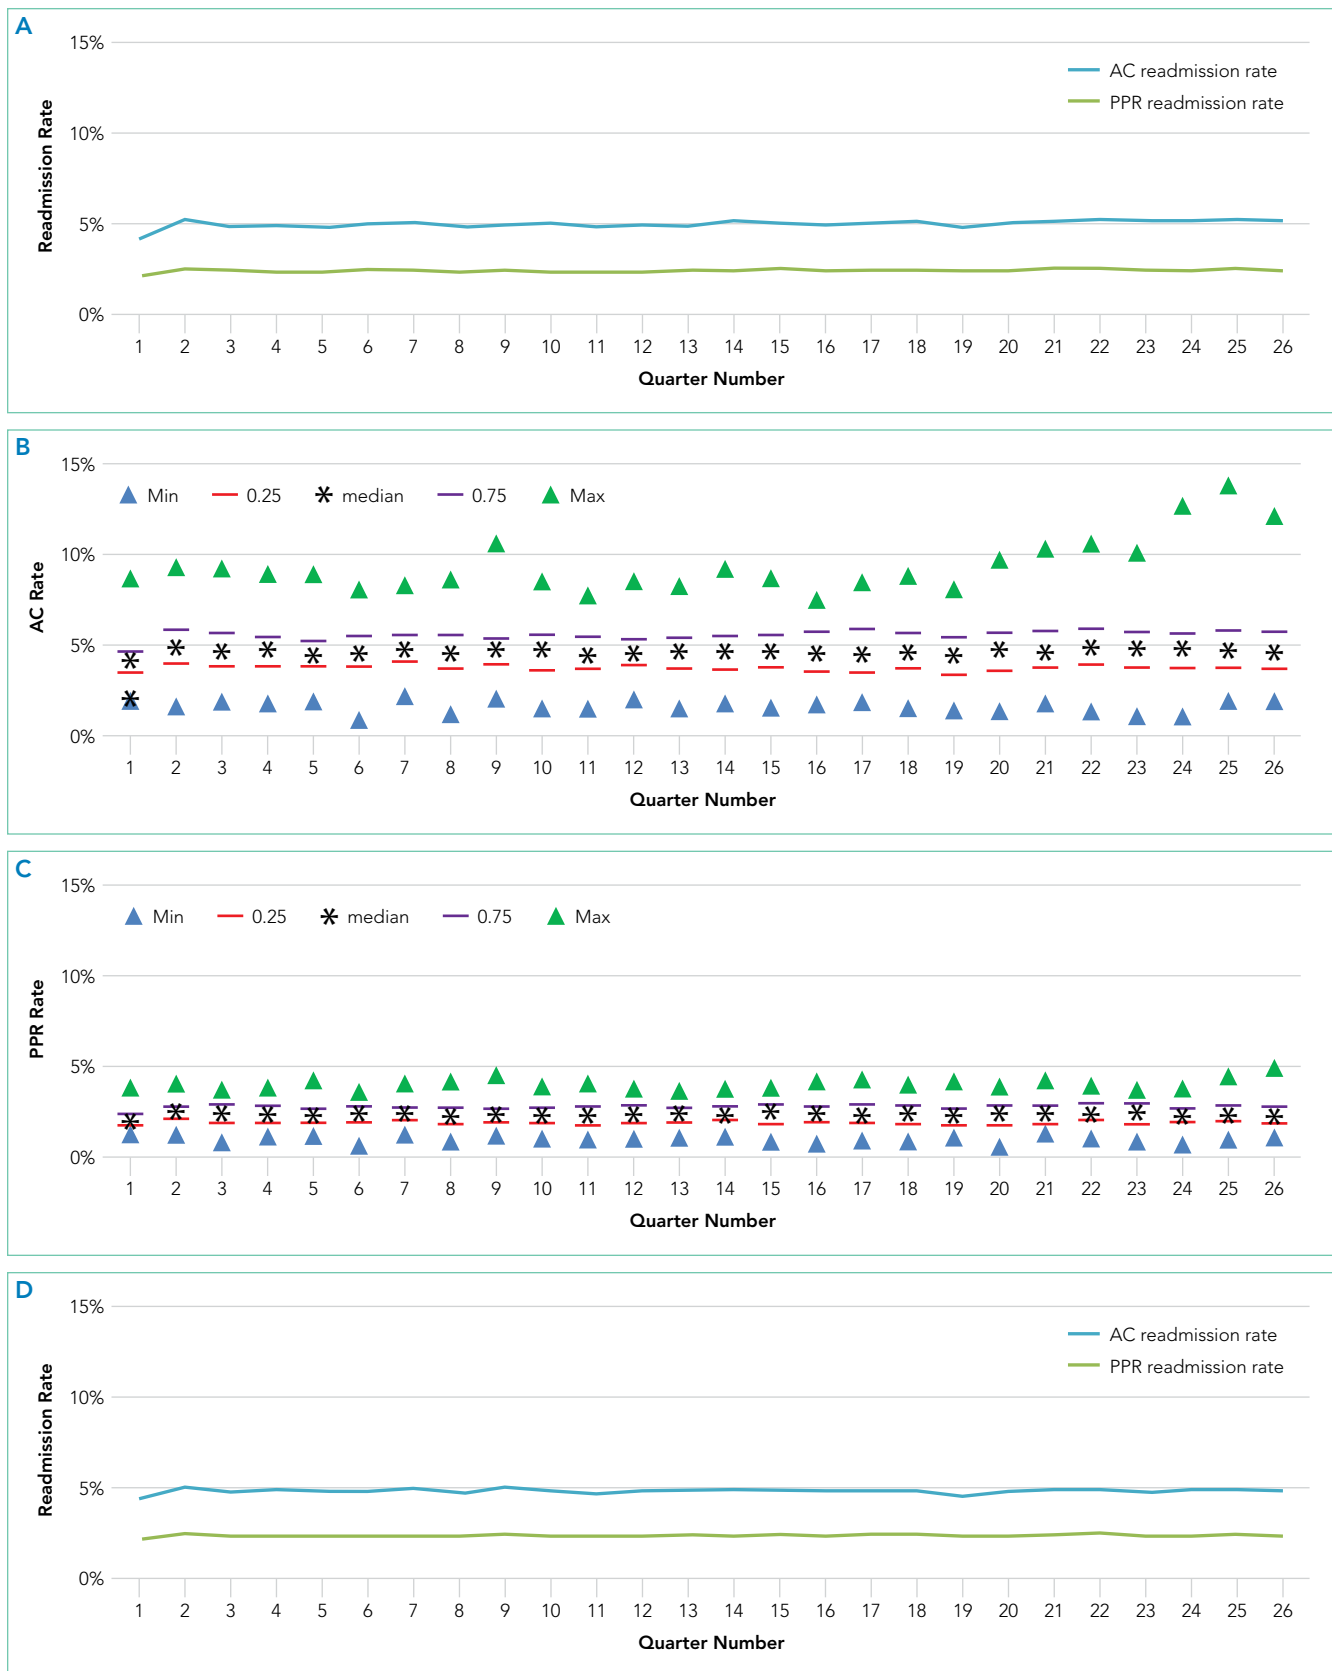 A
15%
10%
5%
0%
Readmission Rate
AC readmission rate
PPR readmission rate
1 2 3 4 5 6 7 8 9 10 11 12 13 14 15 16 17 18 19 20 21 22 23 24 25 26
Quarter Number
B
15%
10%
5%
0%
AC Rate
Min 0.25 median 0.75 Max
1 2 3 4 5 6 7 8 9 10 11 12 13 14 15 16 17 18 19 20 21 22 23 24 25 26
Quarter Number
C
15%
10%
5%
0%
PPR Rate
Min 0.25 median 0.75 Max
1 2 3 4 5 6 7 8 9 10 11 12 13 14 15 16 17 18 19 20 21 22 23 24 25 26
Quarter Number
D
15%
10%
5%
0%
Readmission Rate
AC readmission rate
PPR readmission rate
1 2 3 4 5 6 7 8 9 10 11 12 13 14 15 16 17 18 19 20 21 22 23 24 25 26
Quarter Number